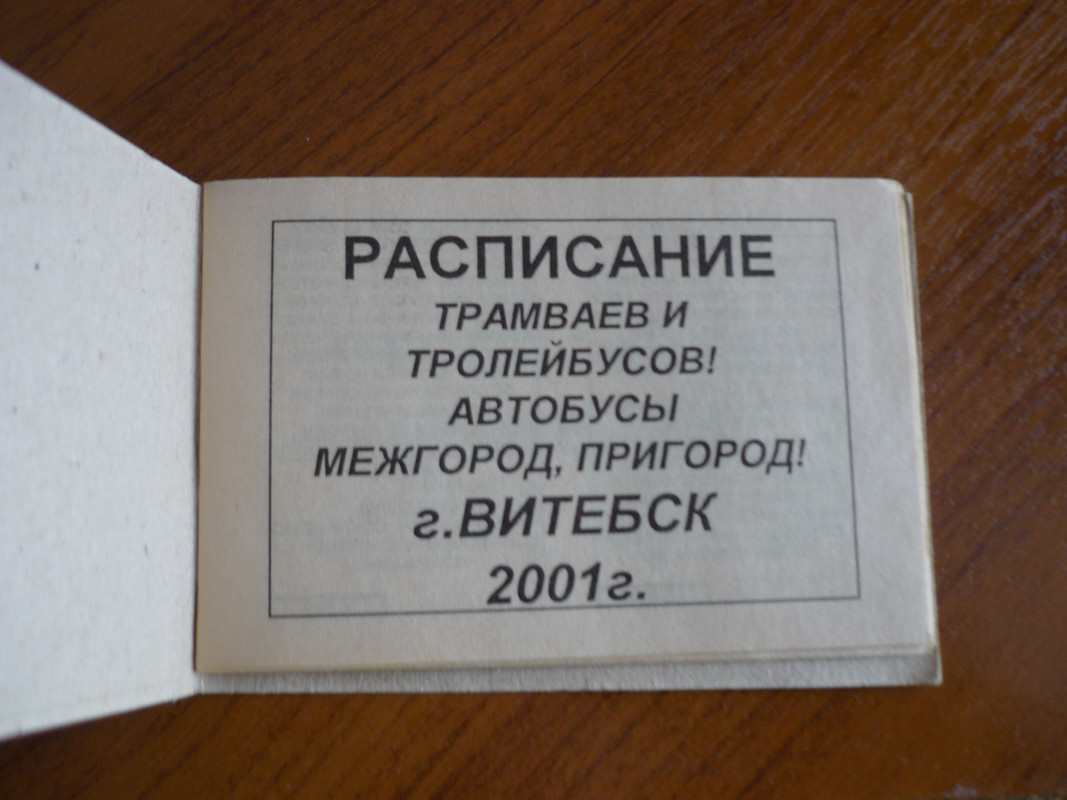 РАСПИСАНИЕ
ТРАМВАЕВ И
ТРОЛЕЙБУСОВ!
АВТОБУСЫ
МЕЖГОРОД, ПРИГОРОД!
г.ВИТЕБСК
2001г.